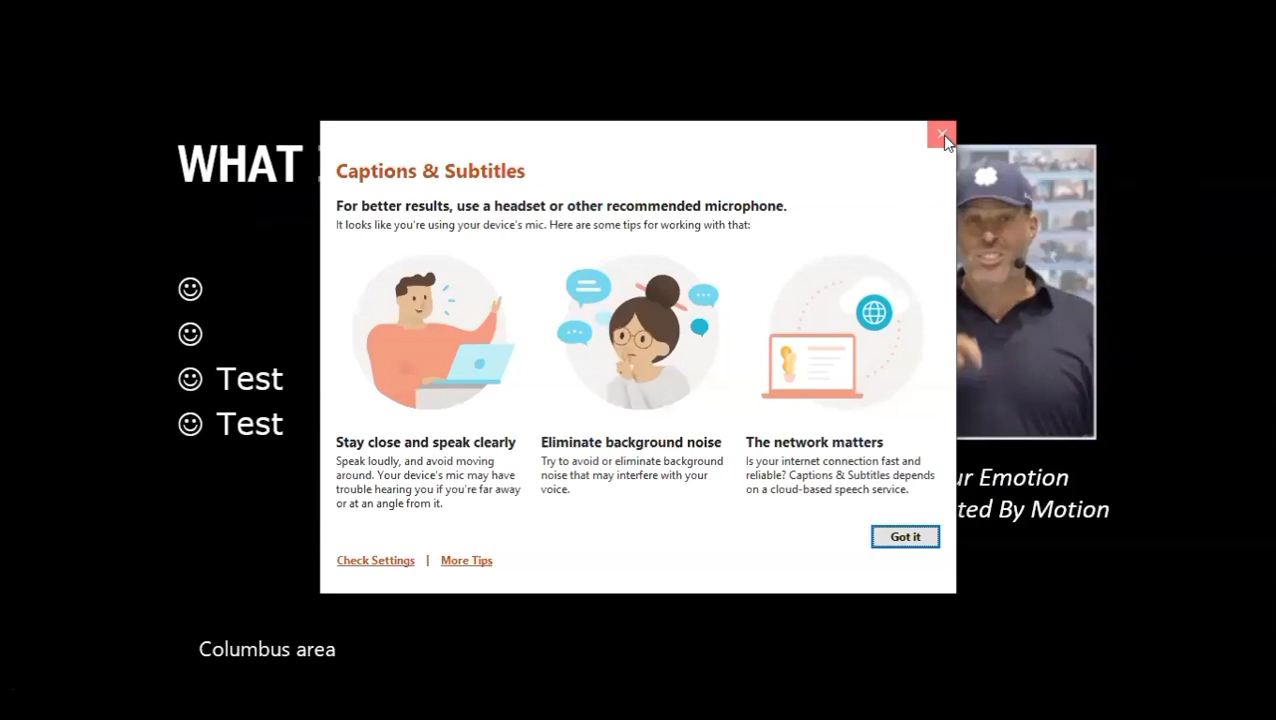 WHAT
Captions & Subtitles
For better results, use a headset or other recommended microphone.
It looks like you're using your device's mic. Here are some tips for working with that:
☺
☺
☺ Test
☺ Test
Stay close and speak clearly
Speak loudly, and avoid moving
around. Your device's mic may have
trouble hearing you if you're far away
or at an angle from it.
Eliminate background noise
Try to avoid or eliminate background
noise that may interfere with your
voice.
The network matters
Is your internet connection fast and
reliable? Captions & Subtitles depends
on a cloud-based speech service.
Emotion
By Motion
Got it
Check Settings | More Tips
Columbus area